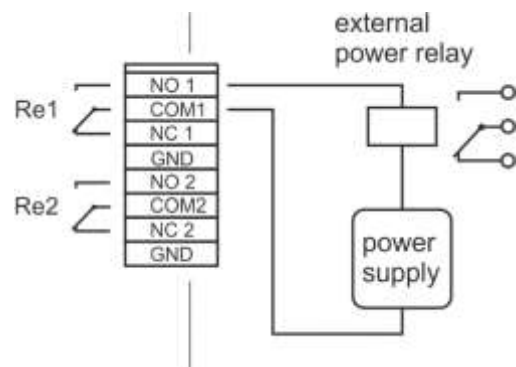 external
power relay
Re1
NO 1
COM1
NC 1
GND
Re2
NO 2
COM2
NC 2
GND
power
supply